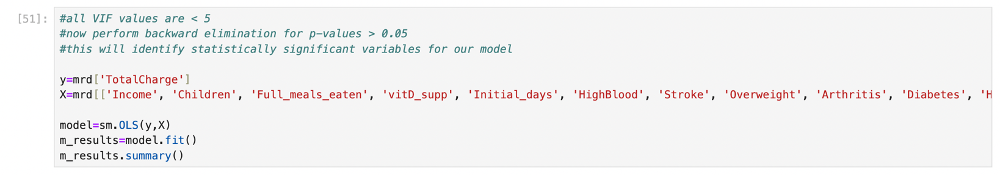 [51]:
#all VIF values are < 5
#now perform backward elimination for p-values > 0.05
#this will identify statistically significant variables for our model
y=mrd['TotalCharge']
X=mrd[['Income', 'Children', 'Full_meals_eaten', 'vitD_supp', 'Initial_days', 'HighBlood', 'Stroke', 'Overweight', 'Arthritis', 'Diabetes', 'H
model=sm.OLS(y,X)
m_results=model.fit()
m_results.summary()